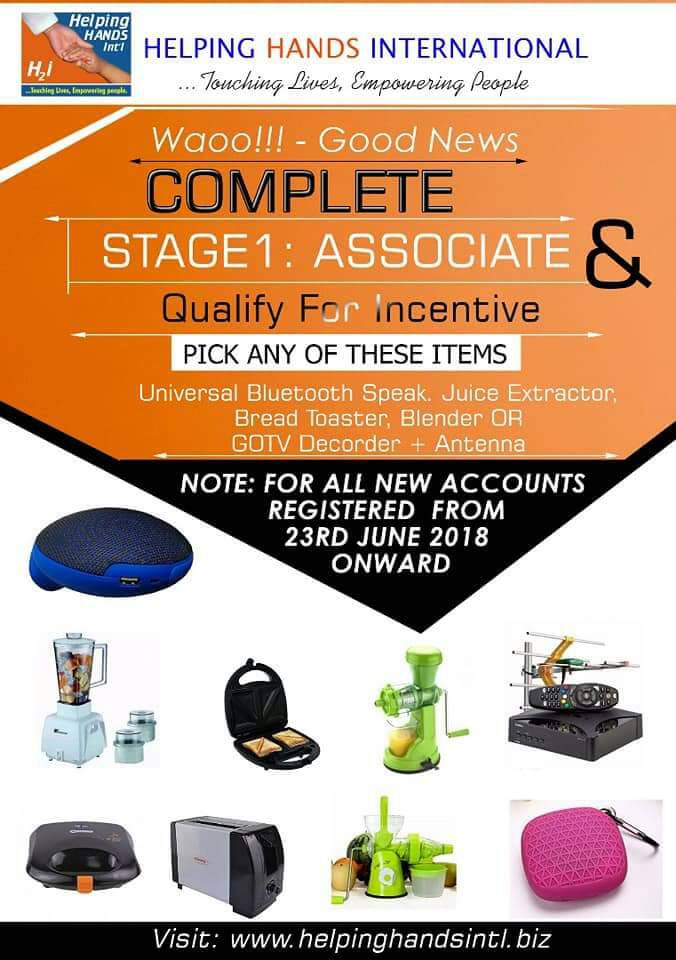 Helping
HANDS
Int'l
H2i
...Touching Lives, Empowering people.
HELPING HANDS INTERNATIONAL
... Touching Lives, Empowering People
Waoo!!! - Good News
COMPLETE
STAGE1: ASSOCIATE &
Qualify For Incentive
PICK ANY OF THESE ITEMS
Universal Bluetooth Speak. Juice Extractor,
Bread Toaster, Blender OR
GOTV Decorder + Antenna
NOTE: FOR ALL NEW ACCOUNTS
REGISTERED FROM
23RD JUNE 2018
ONWARD
Visit: www.helpinghandsintl.biz